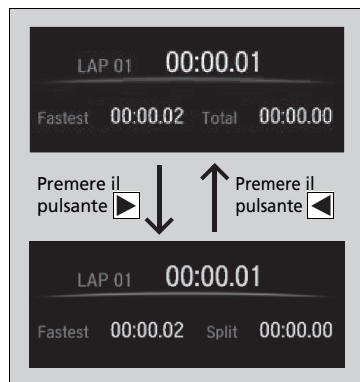 LAP 01 00:00.01
Fastest 00:00.02 Total 00:00.00
Premere il
pulsante ▶
Premere il
pulsante ◀
LAP 01 00:00.01
Fastest 00:00.02 Split 00:00.00